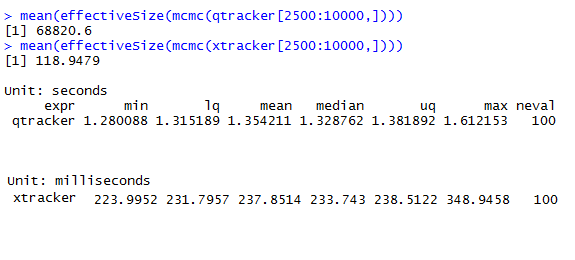 > mean(effectiveSize(mcmc(qtracker[2500:10000,])))
[1] 68820.6
> mean(effectiveSize(mcmc(xtracker[2500:10000,])))
[1] 118.9479
Unit: seconds
expr min lq mean median uq max neval
qtracker 1.280088 1.315189 1.354211 1.328762 1.381892 1.612153 100
Unit: milliseconds
xtracker 223.9952 231.7957 237.8514 233.743 238.5122 348.9458 100